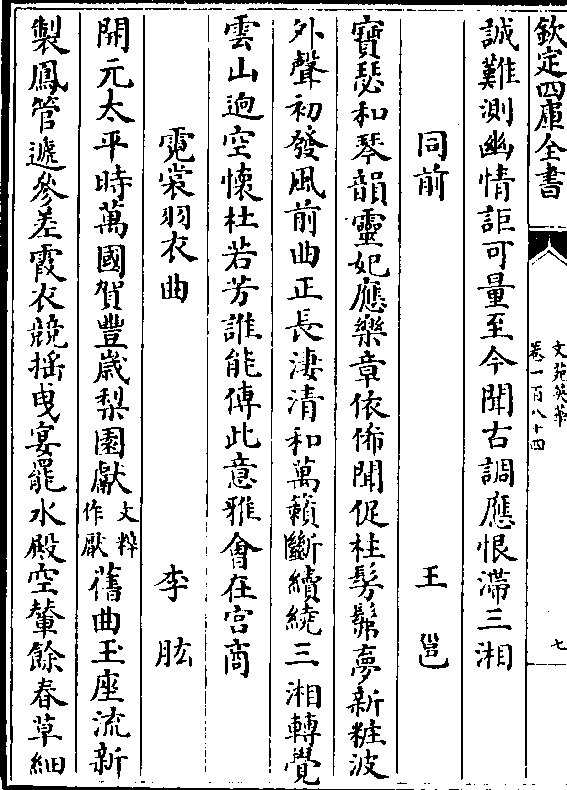 欽定四庫全書
文苑英華
卷一百八十四
七
誠難測幽情詎可量至今聞古調應恨滯三湘
同前 王邕
寶瑟和琴韻靈妃應樂章依俙聞促柱髣髴夢新粧波
外聲初發風前曲正長淒清和萬籟斷續繞三湘轉覺
雲山逈空懷杜若芳誰能傳此意雅會在宫商
霓裳羽衣曲 李肱
開元太平時萬國賀豐歲梨園獻文粹作厭舊曲玉座流新
製鳳管遞參差霞衣競揺曳宴罷水殿空輦餘春草細